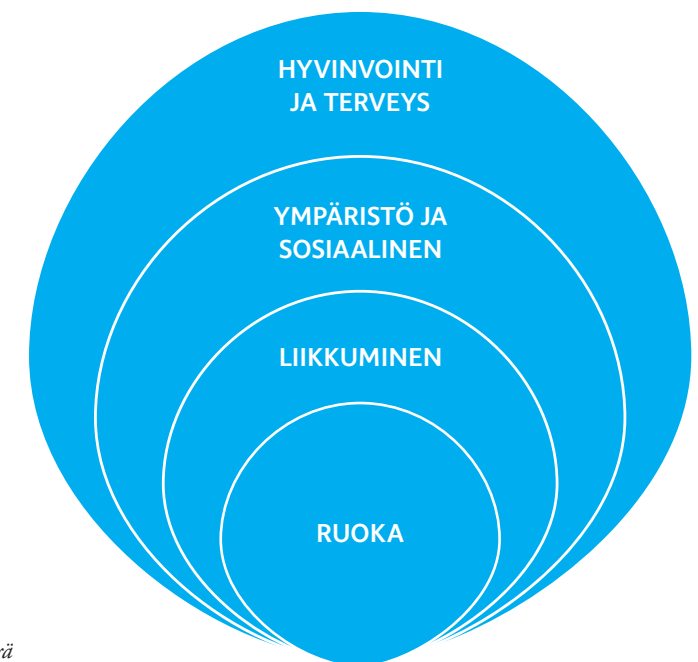 HYVINVOINTI
JA TERVEYS
YMPÄRISTÖ JA
SOSIAALINEN
LIIKKUMINEN
RUOKA